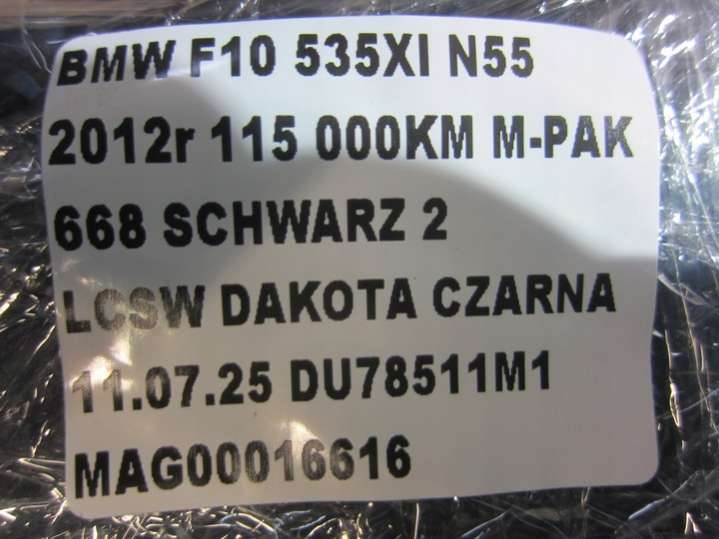 BMW F10 535XI N55
2012r 115 000KM M-PAK
668 SCHWARZ 2
LCSW DAKOTA CZARNA
11.07.25 DU78511M1
MAG00016616